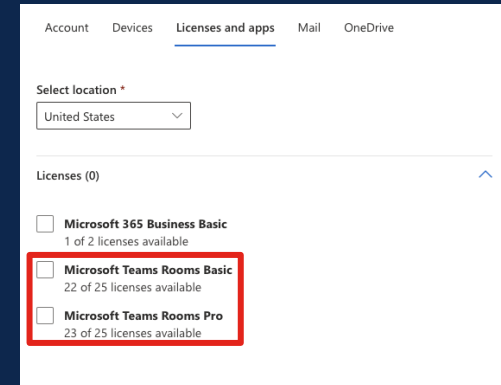 Account Devices Licenses and apps Mail OneDrive
Select location *
United States
Licenses (0)
Microsoft 365 Business Basic
1 of 2 licenses available
Microsoft Teams Rooms Basic
22 of 25 licenses available
Microsoft Teams Rooms Pro
23 of 25 licenses available